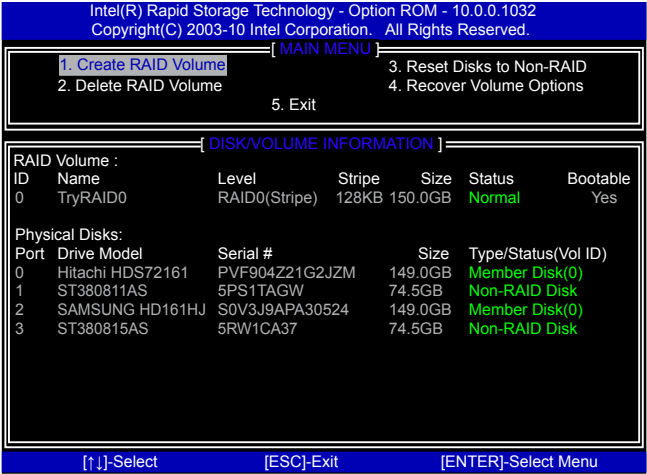 Intel(R) Rapid Storage Technology - Option ROM - 10.0.0.1032
Copyright(C) 2003-10 Intel Corporation. All Rights Reserved.
[ MAIN MENU ]
1. Create RAID Volume 3. Reset Disks to Non-RAID
2. Delete RAID Volume 4. Recover Volume Options
5. Exit
[ DISK/VOLUME INFORMATION ]
RAID Volume :
ID Name Level Stripe Size Status Bootable
0 TryRAID0 RAID0(Stripe) 128KB 150.0GB Normal Yes
Physical Disks:
Port Drive Model Serial # Size Type/Status(Vol ID)
0 Hitachi HDS72161 PVF904Z21G2JZM 149.0GB Member Disk(0)
1 ST380811AS 5PS1TAGW 74.5GB Non-RAID Disk
2 SAMSUNG HD161HJ S0V3J9APA30524 149.0GB Member Disk(0)
3 ST380815AS 5RW1CA37 74.5GB Non-RAID Disk
[↑↓]-Select [ESC]-Exit [ENTER]-Select Menu